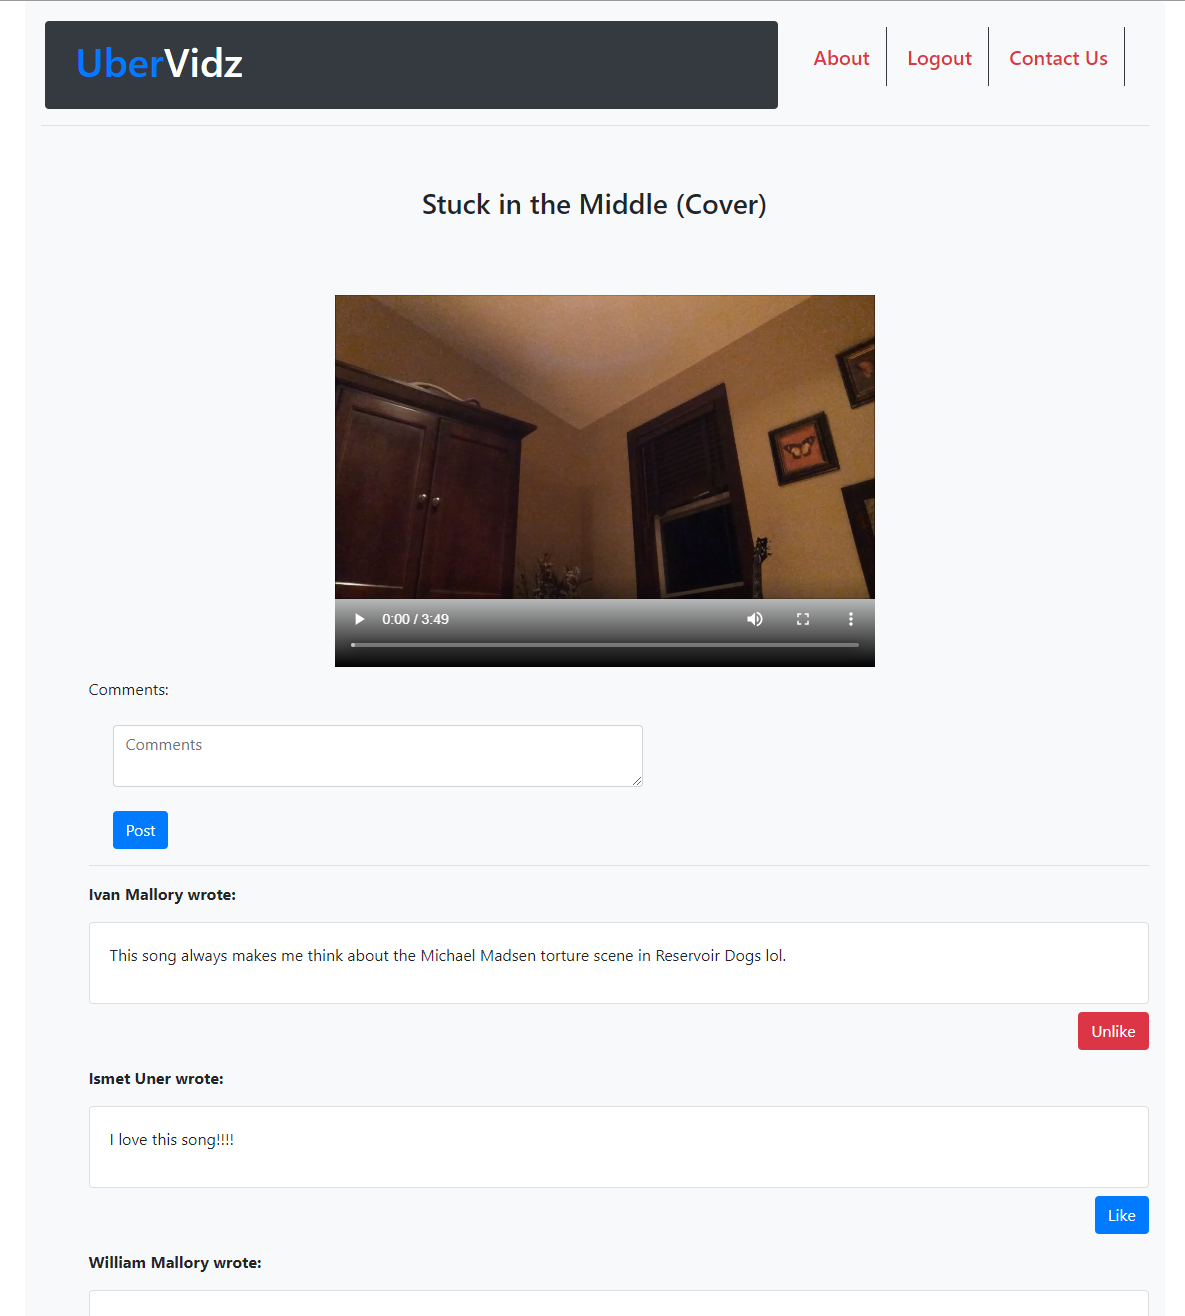 UberVidz
About
Logout
Contact Us
Stuck in the Middle (Cover)
0:00 / 3:49
Comments:
Comments
Post
Ivan Mallory wrote:
This song always makes me think about the Michael Madsen torture scene in Reservoir Dogs lol.
Unlike
Ismet Uner wrote:
I love this song!!!!
Like
William Mallory wrote: